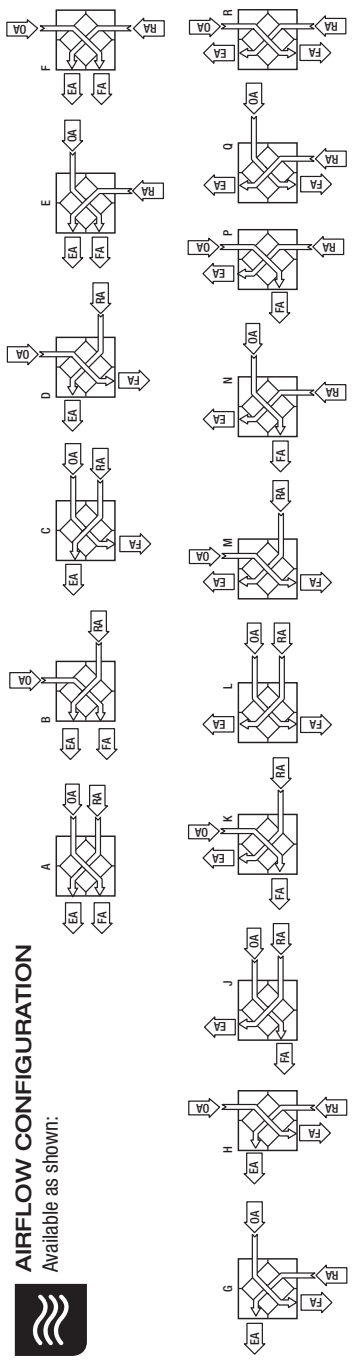 AIRFLOW CONFIGURATION
Available as shown:
A
EA OA
FA RA
B
OA
EA
FA RA
C
EA OA
RA
FA
D
OA
EA
RA
FA
E
EA OA
FA
RA
F
OA
EA
FA
RA
G
EA OA
FA RA
H
OA
EA
FA RA
J
EA
OA
FA RA
K
EA OA
FA RA
L
EA
OA
RA
FA
M
EA OA
RA
FA
N
EA
OA
FA
RA
P
EA OA
FA
RA
Q
EA
OA
FA RA
R
EA OA
FA RA